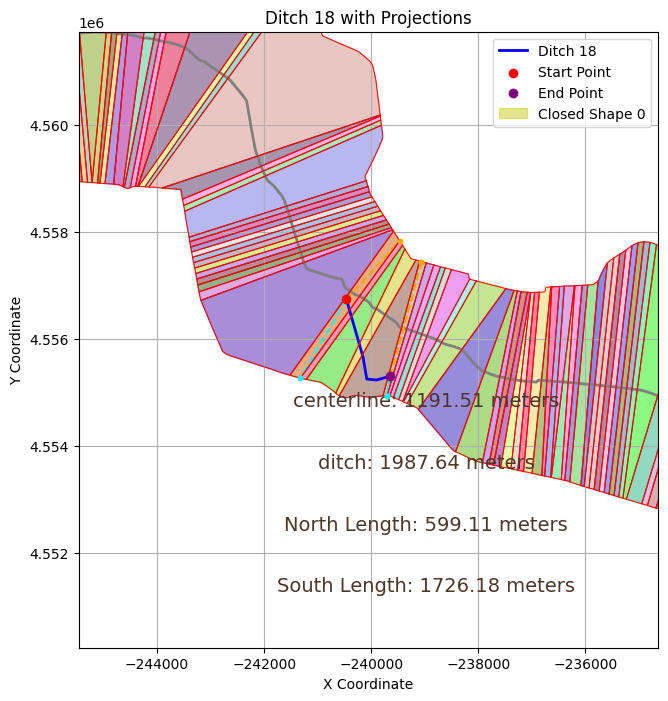 Ditch 18 with Projections
1e6
Ditch 18
Start Point
End Point
Closed Shape 0
4.560
4.558
4.556
4.554
4.552
Y Coordinate
centerline: 1191.51 meters
ditch: 1987.64 meters
North Length: 599.11 meters
South Length: 1726.18 meters
−244000 −242000 −240000 −238000 −236000
X Coordinate